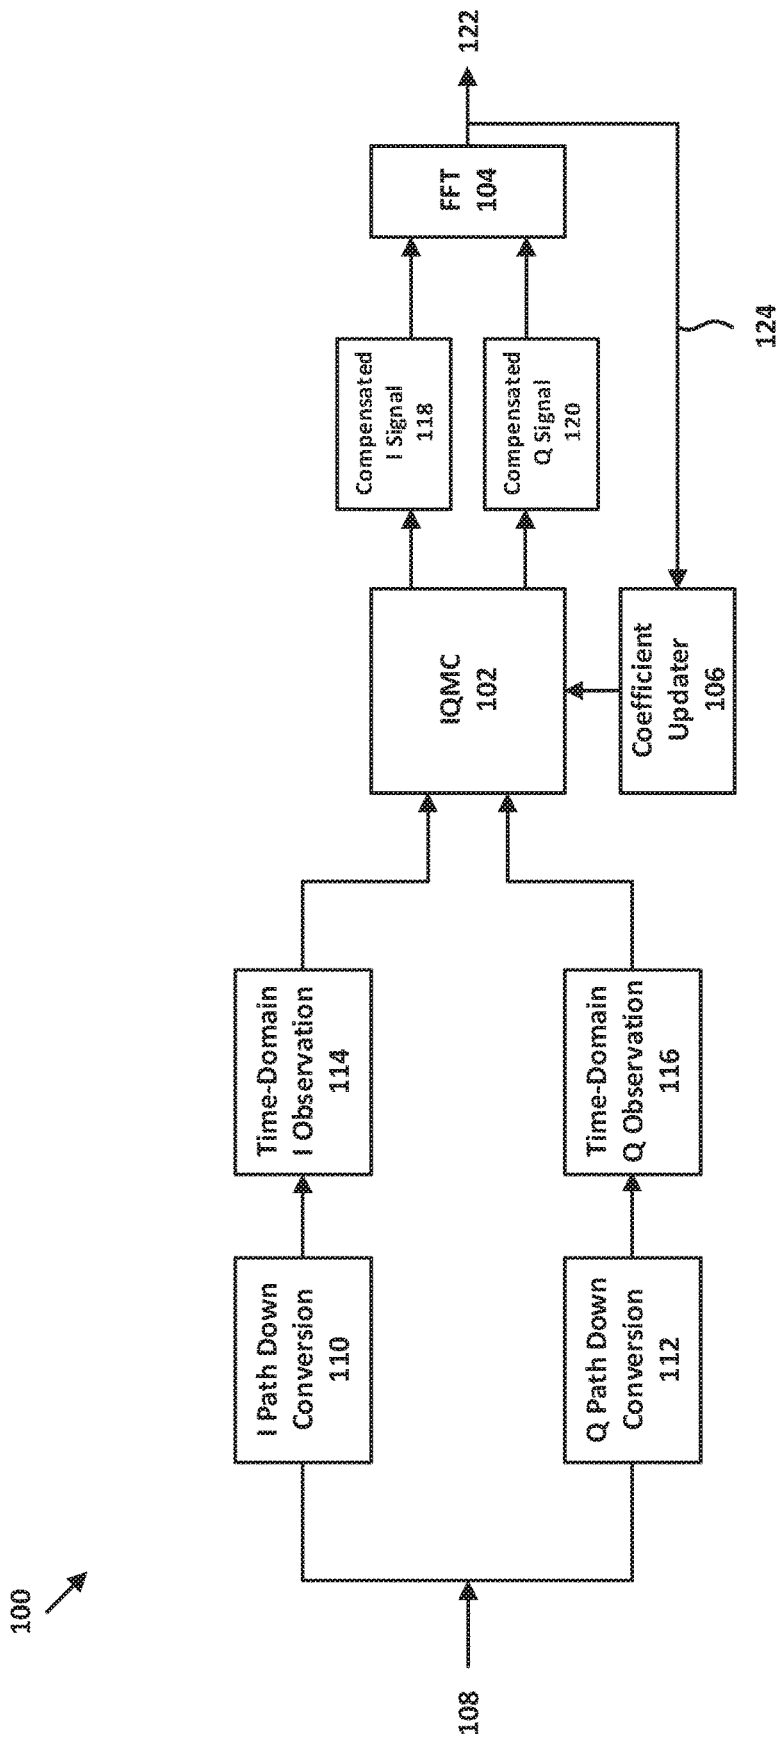 100
108
I Path Down
Conversion
110
Q Path Down
Conversion
112
Time-Domain
I Observation
114
Time-Domain
Q Observation
116
IQMC
102
Coefficient
Updater
106
Compensated
I Signal
118
Compensated
Q Signal
120
FFT
104
122
124